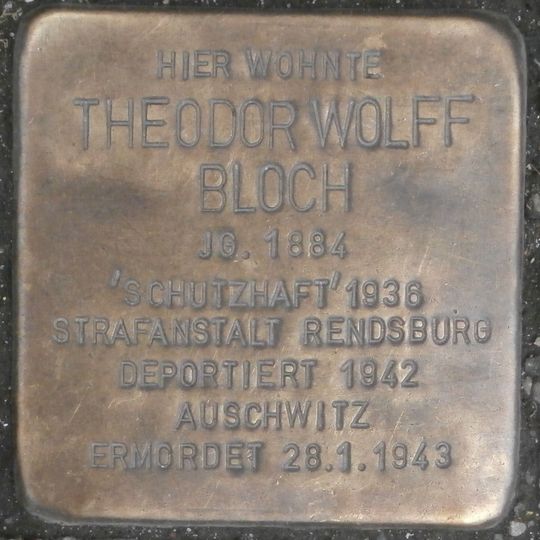 HIER WOHNTE
THEODOR WOLFF
BLOCH
JG. 1884
'SCHUTZHAFT' 1936
STRAFANSTALT RENDSBURG
DEPORTIERT 1942
AUSCHWITZ
ERMORDET 28.1.1943